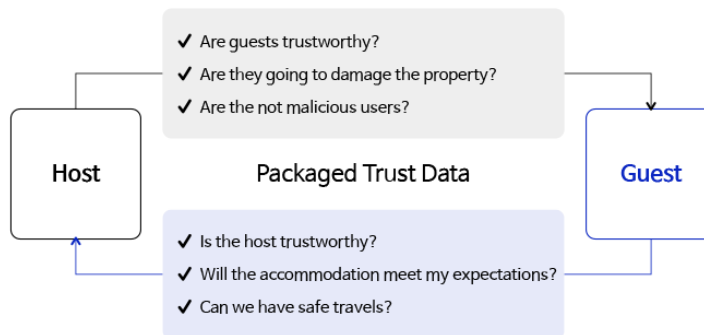 ✔ Are guests trustworthy?
✔ Are they going to damage the property?
✔ Are the not malicious users?
Host
Packaged Trust Data
Guest
✔ Is the host trustworthy?
✔ Will the accommodation meet my expectations?
✔ Can we have safe travels?